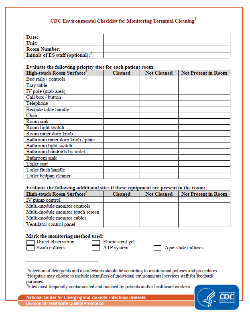 CDC Environmental Checklist for Monitoring Terminal Cleaning¹
Date:
Unit:
Room Number:
Initials of ES staff (optional):²
Evaluate the following priority sites for each patient room:
High-touch Room Surfaces³ Cleaned Not Cleaned Not Present in Room
Bed rails / controls
Tray table
IV pole (grab area)
Call box / button
Telephone
Bedside table handle
Chair
Room sink
Room light switch
Room inner door knob
Bathroom inner door knob / plate
Bathroom light switch
Bathroom handrails by toilet
Bathroom sink
Toilet seat
Toilet flush handle
Toilet bedpan cleaner
Evaluate the following additional sites if these equipment are present in the room:
High-touch Room Surfaces³ Cleaned Not Cleaned Not Present in Room
IV pump control
Multi-module monitor controls
Multi-module monitor touch screen
Multi-module monitor cables
Ventilator control panel
Mark the monitoring method used:
Direct observation Fluorescent gel
Swab cultures ATP system Agar slide cultures
¹Selection of detergents and disinfectants should be according to institutional policies and procedures
²Hospitals may choose to include identifiers of individual environmental services staff for feedback
purposes.
³Sites most frequently contaminated and touched by patients and/or healthcare workers
National Center for Emerging and Zoonotic Infectious Diseases
Division of Healthcare Quality Promotion
CDC